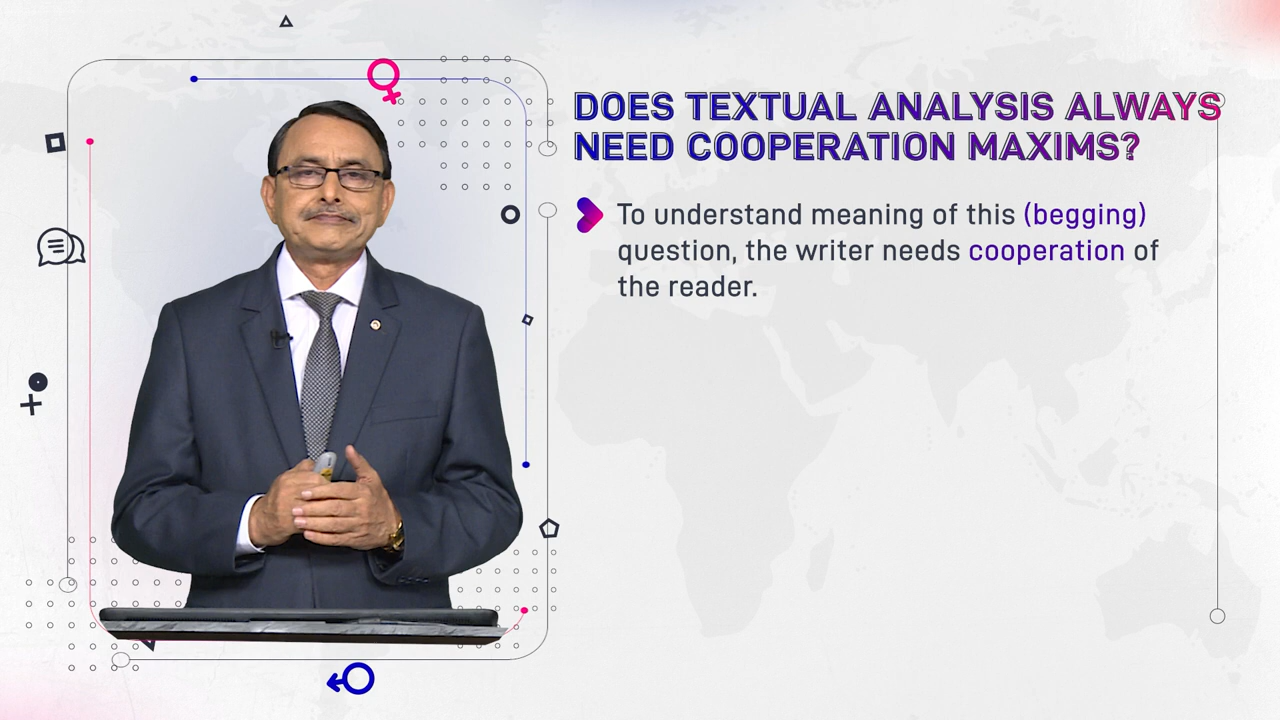 DOES TEXTUAL ANALYSIS ALWAYS
NEED COOPERATION MAXIMS?
To understand meaning of this (begging)
question, the writer needs cooperation of
the reader.